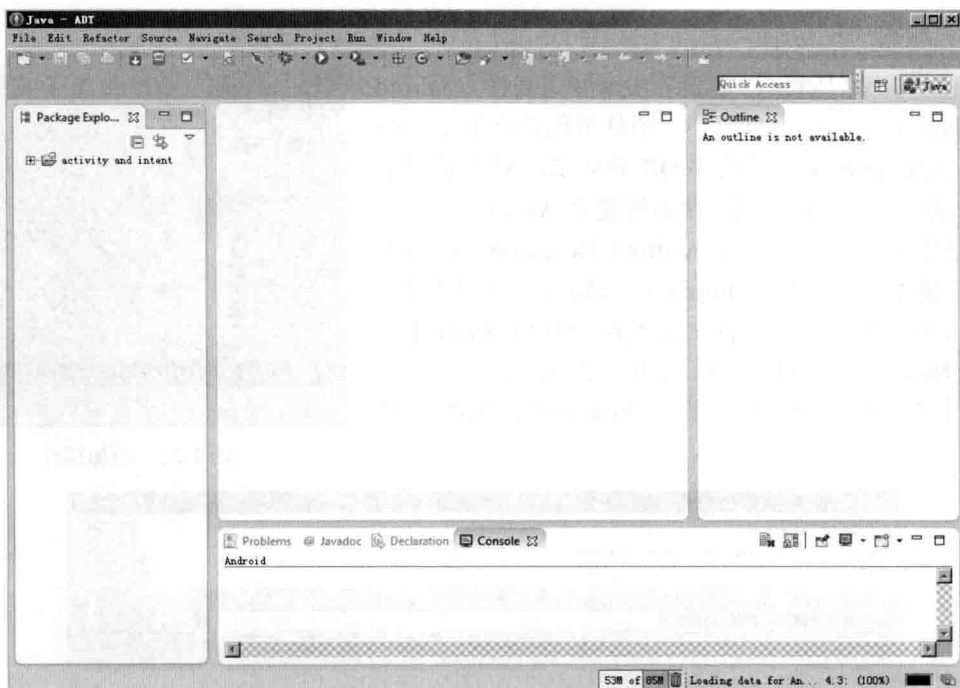 Java - ADT
File Edit Refactor Source Navigate Search Project Run Window Help
Quick Access
Java
Package Explo...
Outline
activity and intent
An outline is not available.
Problems @ Javadoc Declaration Console
Android
53M of 85M Loading data for An... 4.3: (100%)